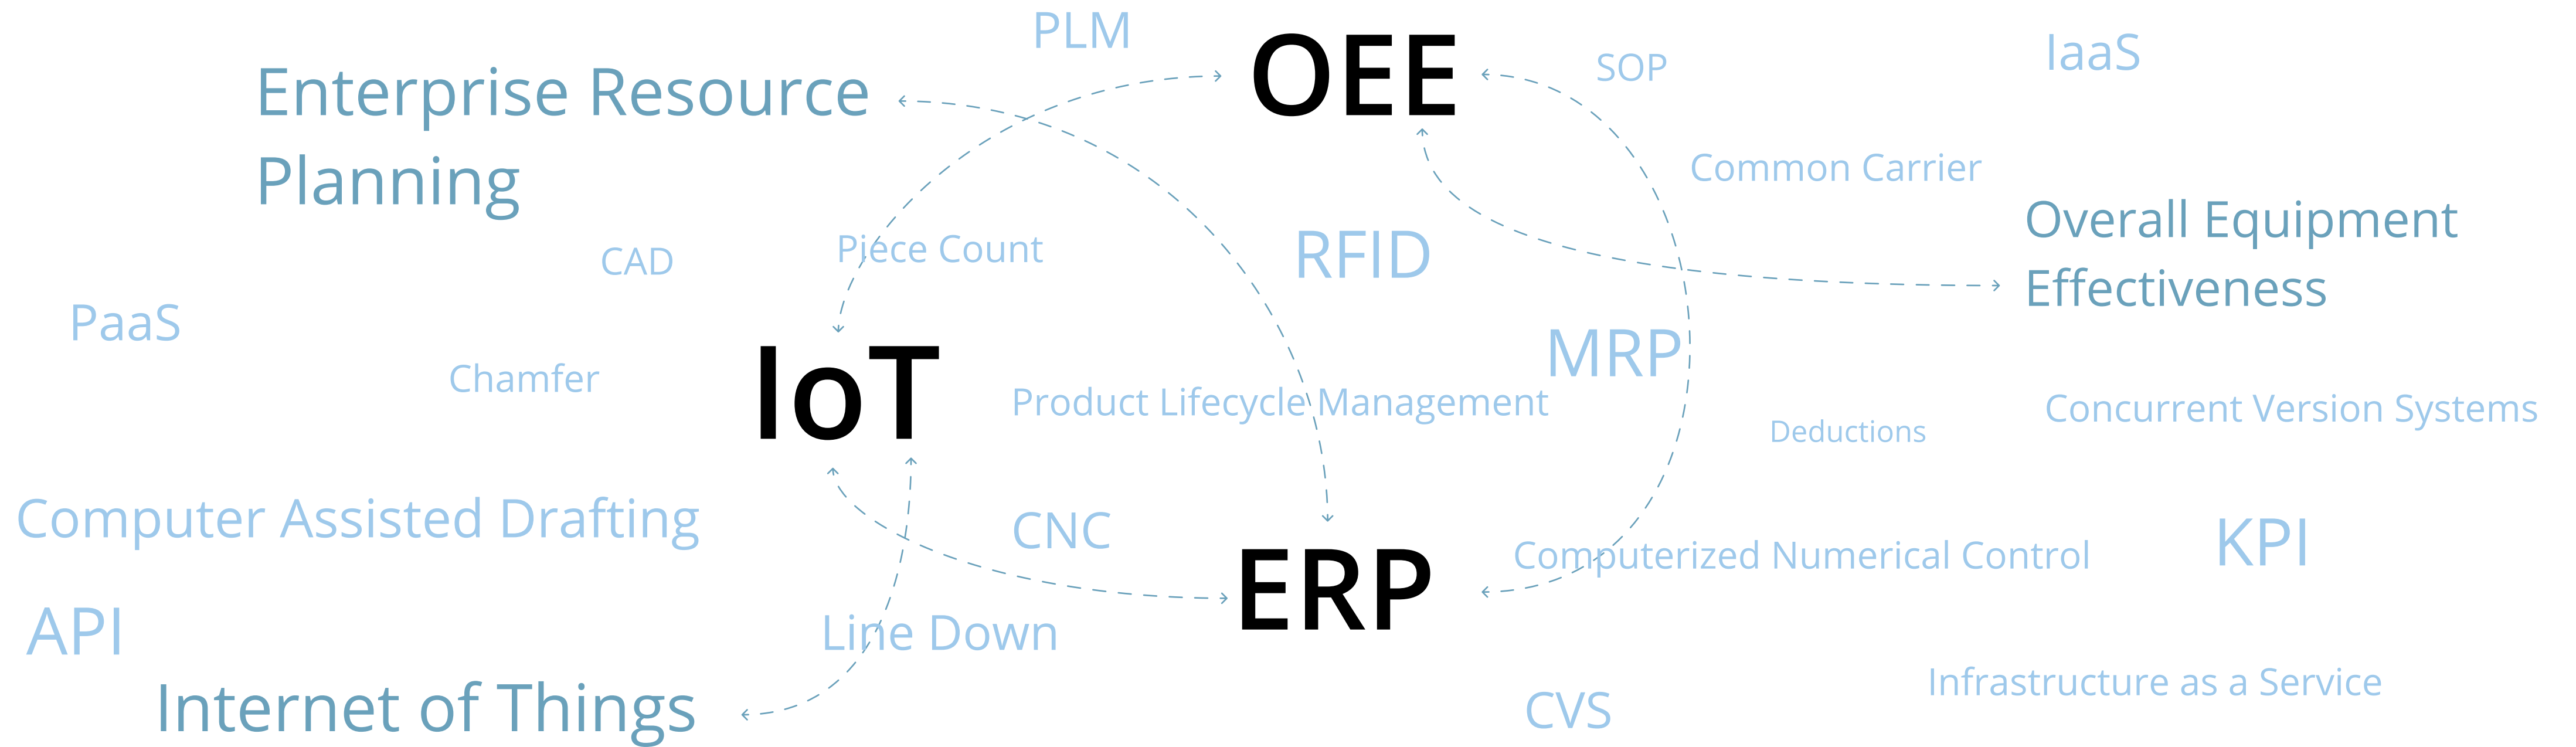 PLM
OEE
SOP
IaaS
Enterprise Resource
Planning
Common Carrier
Overall Equipment
Effectiveness
CAD
Piece Count
RFID
PaaS
Chamfer
IoT
MRP
Product Lifecycle Management
Deductions
Concurrent Version Systems
Computer Assisted Drafting
CNC
ERP
Computerized Numerical Control
KPI
API
Line Down
Internet of Things
CVS
Infrastructure as a Service